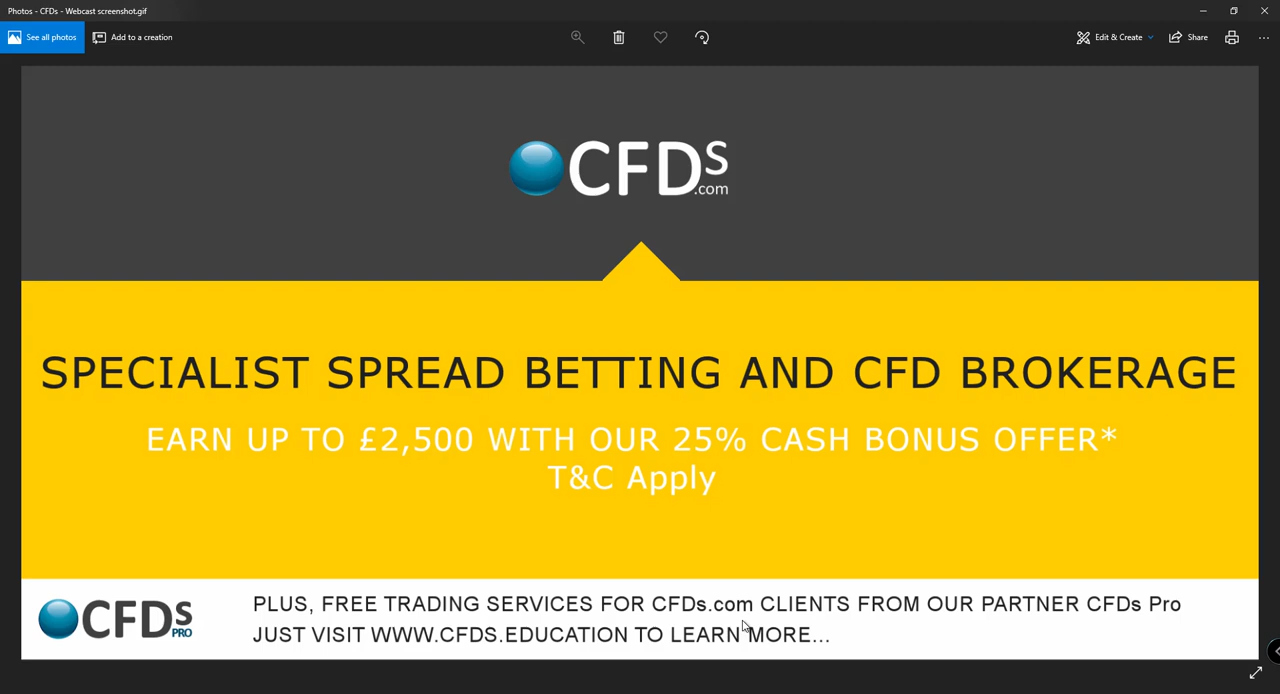 Photos - CFDs - Webcast screenshot.gif
See all photos
Add to a creation
Edit & Create
Share
CFDs
.com
SPECIALIST SPREAD BETTING AND CFD BROKERAGE
EARN UP TO £2,500 WITH OUR 25% CASH BONUS OFFER*
T&C Apply
CFDs
PRO
PLUS, FREE TRADING SERVICES FOR CFDs.com CLIENTS FROM OUR PARTNER CFDs Pro
JUST VISIT WWW.CFDS.EDUCATION TO LEARN MORE...